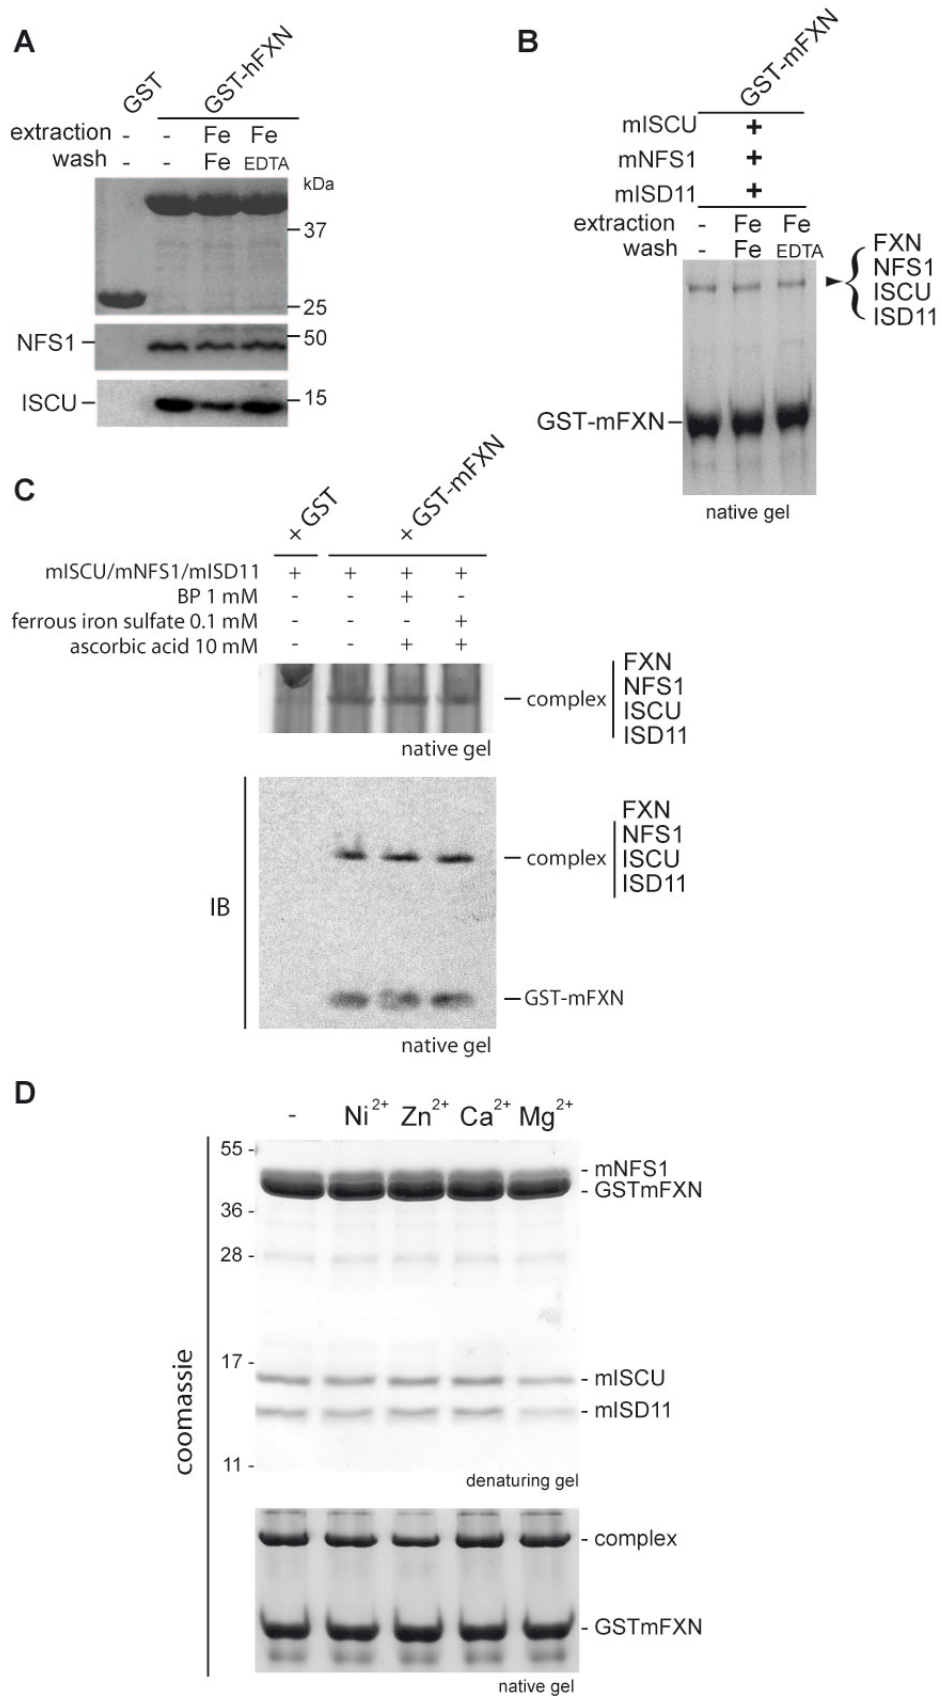 A
GST
GST-hFXN
extraction - - Fe Fe
wash - - Fe EDTA
kDa
37
25
NFS1
50
ISCU
15
B
GST-mFXN
mISCU +
mNFS1 +
mISD11 +
extraction - Fe Fe
wash - Fe EDTA
FXN
NFS1
ISCU
ISD11
GST-mFXN
native gel
C
+ GST
+ GST-mFXN
mISCU/mNFS1/mISD11 + + + +
BP 1 mM - - + -
ferrous iron sulfate 0.1 mM - - - +
ascorbic acid 10 mM - - + +
complex
FXN
NFS1
ISCU
ISD11
native gel
IB
complex
FXN
NFS1
ISCU
ISD11
GST-mFXN
native gel
D
- Ni2+ Zn2+ Ca2+ Mg2+
coomassie
55 -
- mNFS1
- GSTmFXN
36 -
28 -
17 -
- mISCU
- mISD11
11 -
denaturing gel
- complex
- GSTmFXN
native gel